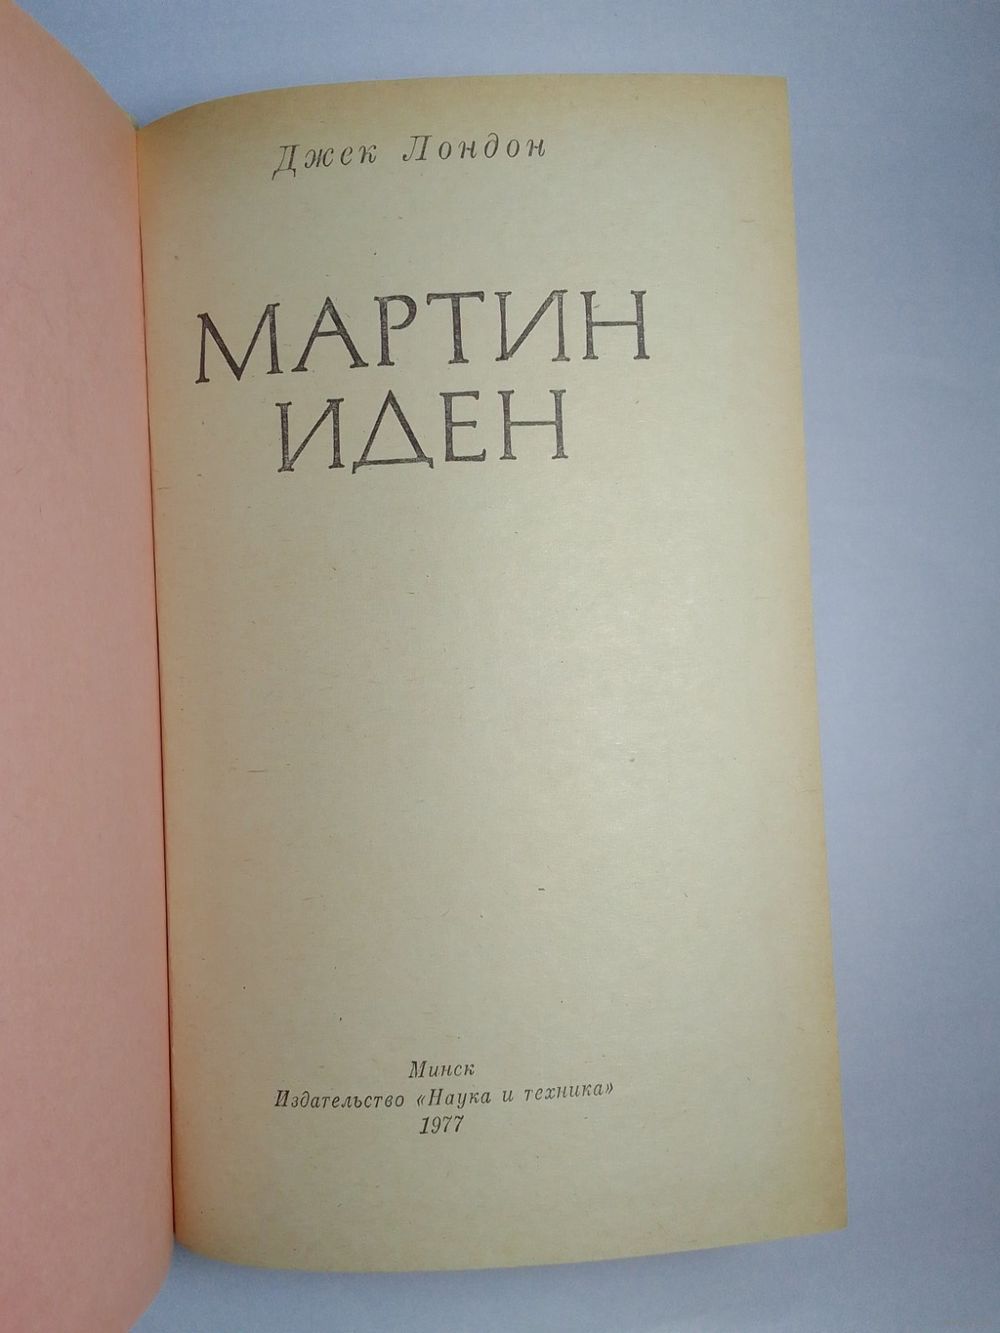 Джек Лондон
МАРТИН
ИДЕН
Минск
Издательство «Наука и техника»
1977